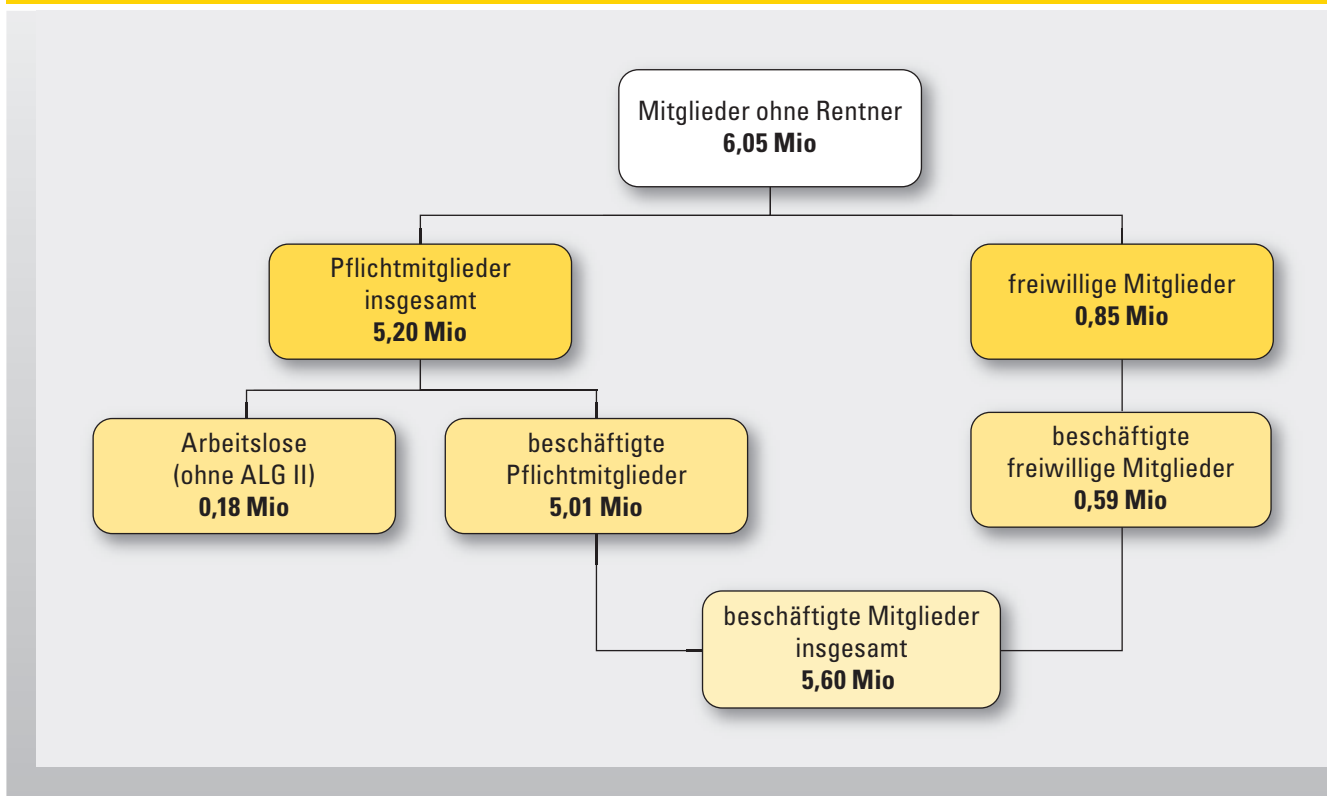 Mitglieder ohne Rentner
6,05 Mio
Pflichtmitglieder
insgesamt
5,20 Mio
freiwillige Mitglieder
0,85 Mio
Arbeitslose
(ohne ALG II)
0,18 Mio
beschäftigte
Pflichtmitglieder
5,01 Mio
beschäftigte
freiwillige Mitglieder
0,59 Mio
beschäftigte Mitglieder
insgesamt
5,60 Mio